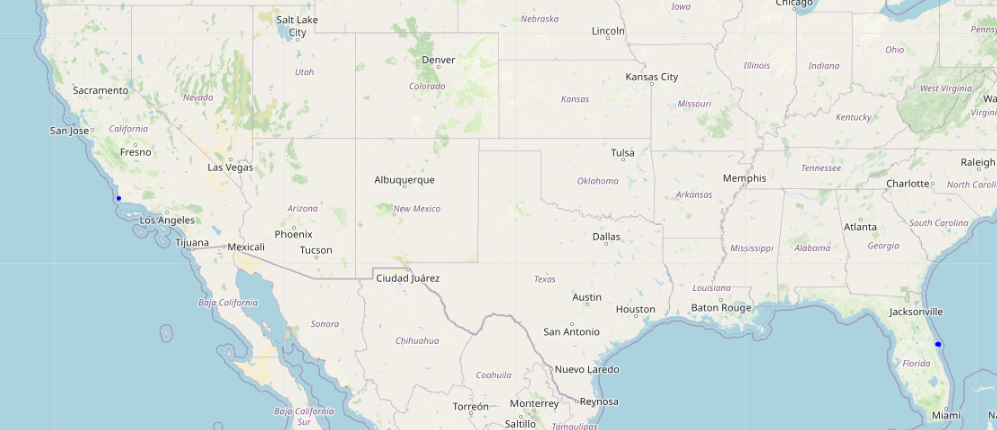 Chicago
Salt Lake
City
Nebraska
Iowa
Lincoln
Pennsy
Ohio
Denver
Utah
Colorado
Illinois
Indiana
Kansas City
Sacramento
Nevada
Kansas
Missouri
West Virginia
Wa
Virgini
Kentucky
San Jose
California
Fresno
Las Vegas
Tulsa
Tennessee
Raleigh
Albuquerque
Oklahoma
Arkansas
Memphis
Charlotte
North Caroli
Los Angeles
Arizona
New Mexico
Phoenix
Tucson
Tijuana
Mexicali
Dallas
Mississippi
Alabama
Atlanta
Georgia
South Carolina
Ciudad Juárez
Texas
Louisiana
Baja California
Austin
Houston
Baton Rouge
Jacksonville
Sonora
San Antonio
Chihuahua
Coahuila
Nuevo Laredo
Florida
Torreón
Monterrey
Reynosa
Baja California
Sur
Saltillo
Tamaulipas
Miami
N